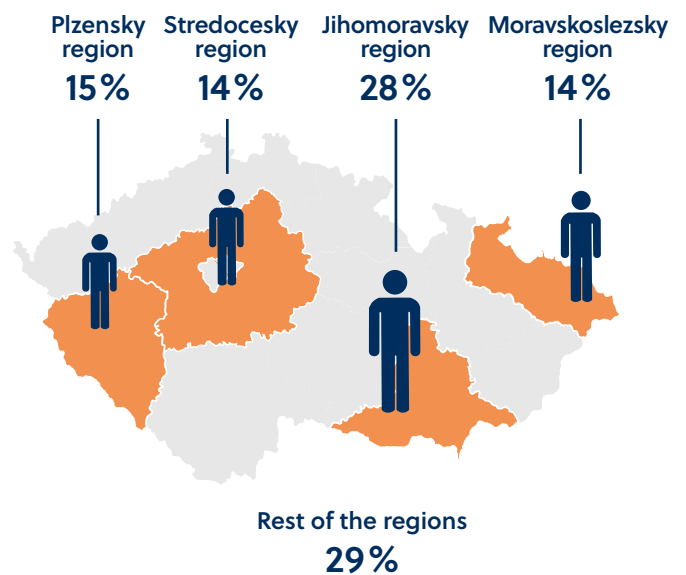 Plzensky
region
15%
Stredocesky
region
14%
Jihomoravsky
region
28%
Moravskoslezsky
region
14%
Rest of the regions
29%